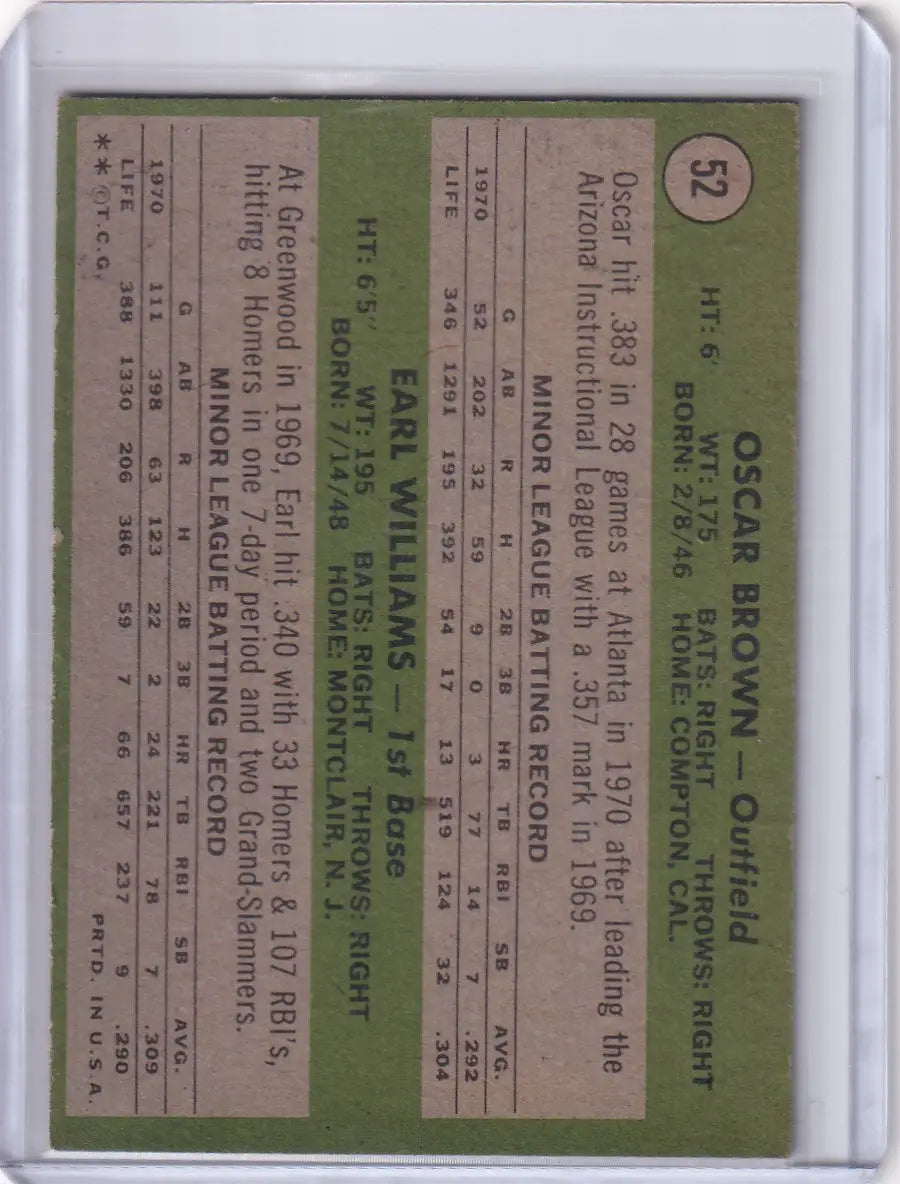 52
OSCAR BROWN — Outfield
HT: 6' WT: 175 BATS: RIGHT THROWS: RIGHT
BORN: 2/8/46 HOME: COMPTON, CAL.
Oscar hit .383 in 28 games at Atlanta in 1970 after leading the
Arizona Instructional League with a .357 mark in 1969.
MINOR LEAGUE BATTING RECORD
G AB R H 2B 3B HR TB RBI SB AVG.
1970 52 202 32 59 9 0 3 77 14 7 .292
LIFE 346 1291 195 392 54 17 13 519 124 32 .304
EARL WILLIAMS — 1st Base
HT: 6'5" WT: 195 BATS: RIGHT THROWS: RIGHT
BORN: 7/14/48 HOME: MONTCLAIR, N. J.
At Greenwood in 1969, Earl hit .340 with 33 Homers & 107 RBI's,
hitting 8 Homers in one 7-day period and two Grand-Slammers.
MINOR LEAGUE BATTING RECORD
G AB R H 2B 3B HR TB RBI SB AVG.
1970 111 398 63 123 22 2 24 221 78 7 .309
LIFE 388 1330 206 386 59 7 66 657 237 9 .290
* * ©T.C.G. PRTD. IN U.S.A.